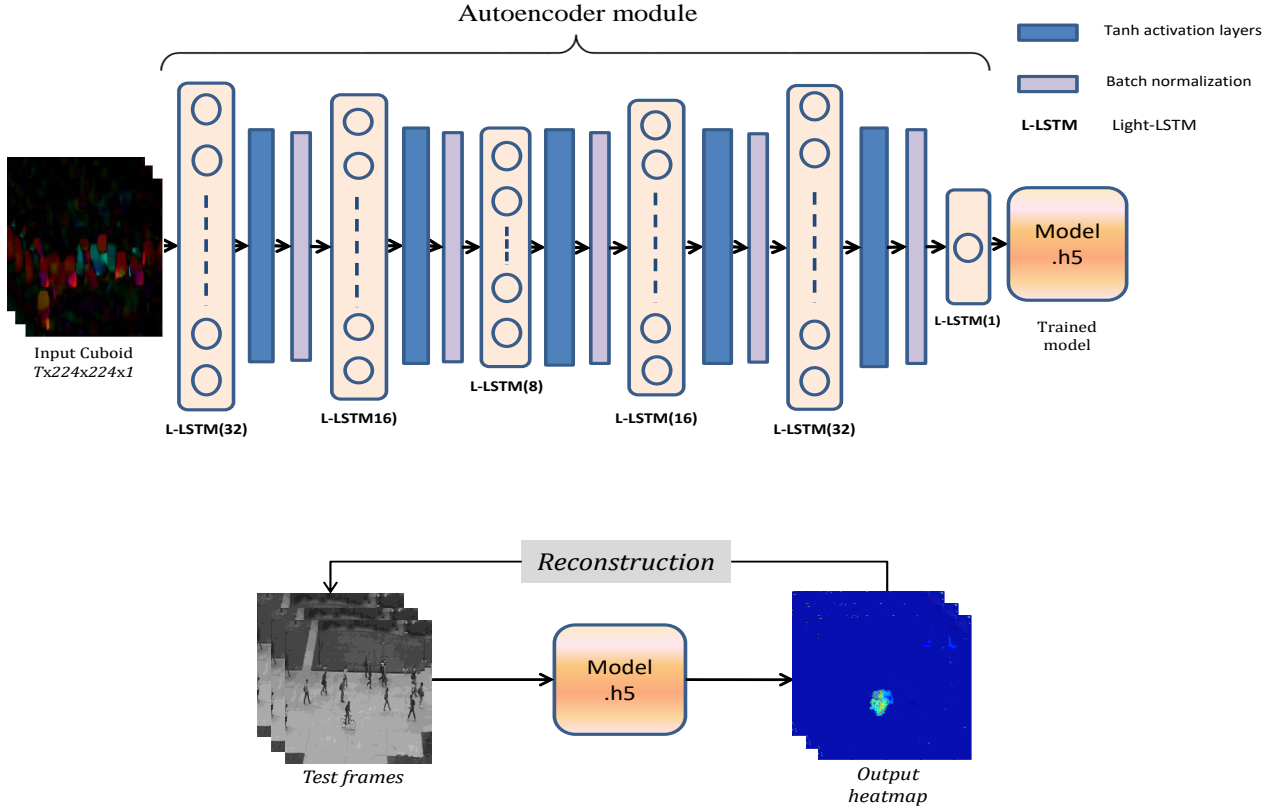 Autoencoder module
Tanh activation layers
Batch normalization
L-LSTM Light-LSTM
Input Cuboid
Tx224x224x1
L-LSTM(32)
L-LSTM16)
L-LSTM(8)
L-LSTM(16)
L-LSTM(32)
L-LSTM(1)
Model
.h5
Trained
model
Reconstruction
Model
.h5
Test frames
Output
heatmap